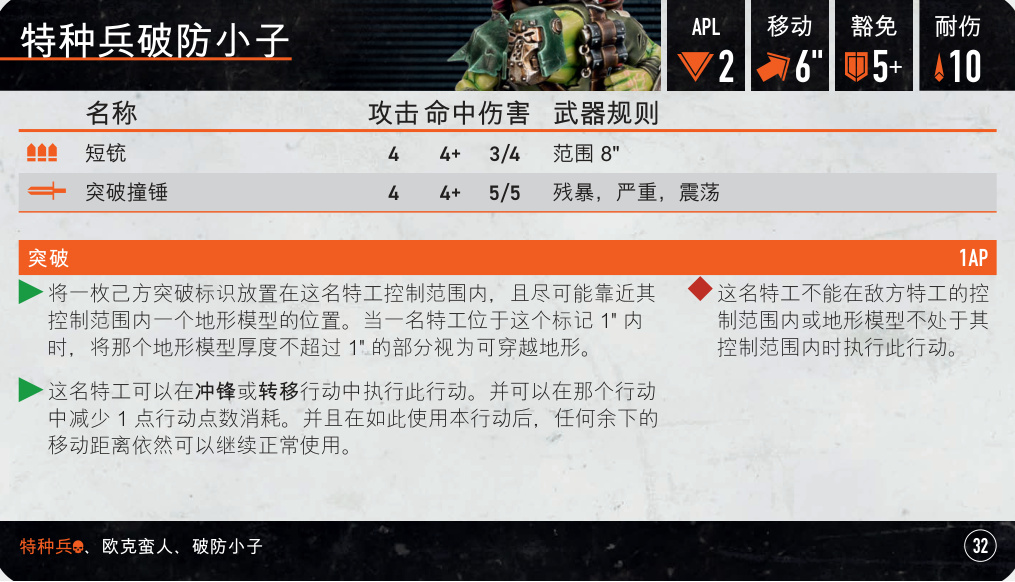 特种兵破防小子
APL 移动 豁免 耐伤
2 6" 5+ 10
名称 攻击 命中 伤害 武器规则
短铳 4 4+ 3/4 范围 8"
突破撞锤 4 4+ 5/5 残暴，严重，震荡
突破 1AP
将一枚己方突破标识放置在这名特工控制范围内，且尽可能靠近其
控制范围内一个地形模型的位置。当一名特工位于这个标记 1" 内
时，将那个地形模型厚度不超过 1" 的部分视为可穿越地形。
这名特工可以在冲锋或转移行动中执行此行动。并可以在那个行动
中减少 1 点行动点数消耗。并且在如此使用本行动后，任何余下的
移动距离依然可以继续正常使用。
这名特工不能在敌方特工的控
制范围内或地形模型不处于其
控制范围内时执行此行动。
特种兵、欧克蛮人、破防小子
32